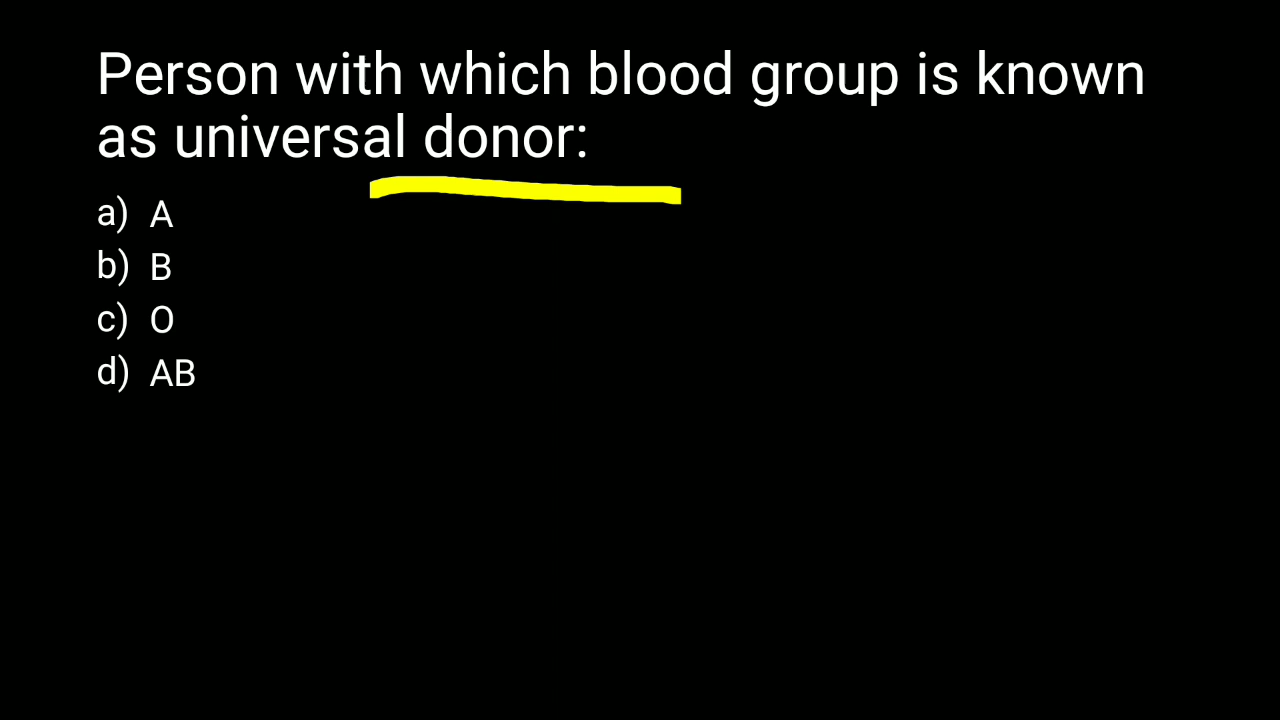 Person with which blood group is known
as universal donor:
a) A
b) B
c) O
d) AB